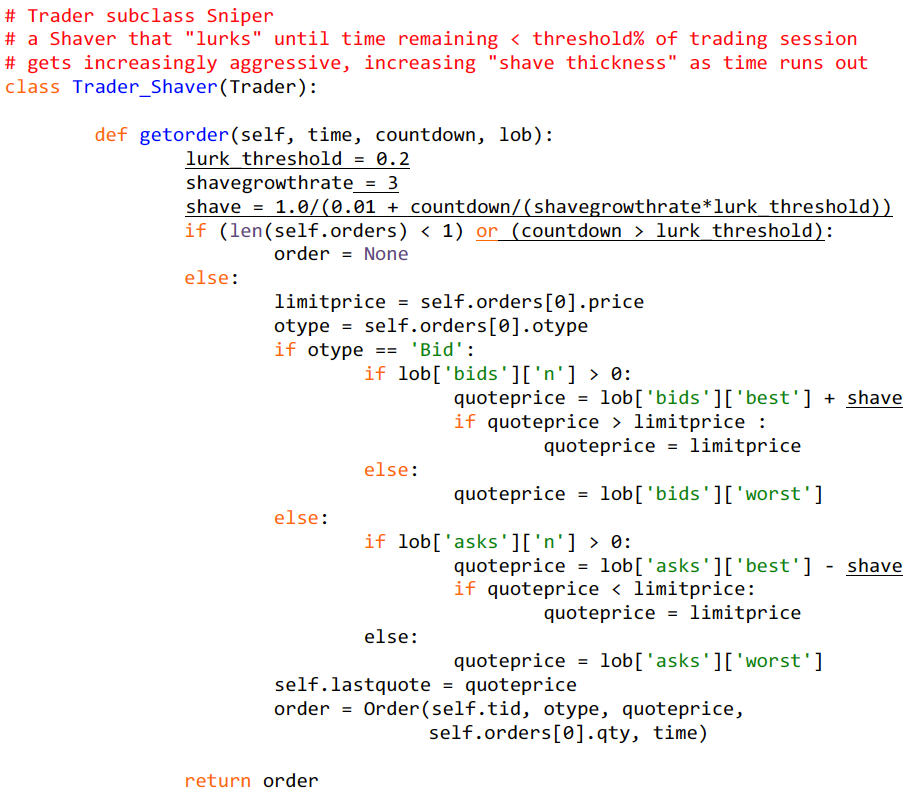 # Trader subclass Sniper
# a Shaver that "lurks" until time remaining < threshold% of trading session
# gets increasingly aggressive, increasing "shave thickness" as time runs out
class Trader_Shaver(Trader):
def getorder(self, time, countdown, lob):
lurk_threshold = 0.2
shavegrowthrate = 3
shave = 1.0/(0.01 + countdown/(shavegrowthrate*lurk_threshold))
if (len(self.orders) < 1) or (countdown > lurk_threshold):
order = None
else:
limitprice = self.orders[0].price
otype = self.orders[0].otype
if otype == 'Bid':
if lob['bids']['n'] > 0:
quoteprice = lob['bids']['best'] + shave
if quoteprice > limitprice :
quoteprice = limitprice
else:
quoteprice = lob['bids']['worst']
else:
if lob['asks']['n'] > 0:
quoteprice = lob['asks']['best'] - shave
if quoteprice < limitprice:
quoteprice = limitprice
else:
quoteprice = lob['asks']['worst']
self.lastquote = quoteprice
order = Order(self.tid, otype, quoteprice,
self.orders[0].qty, time)
return order